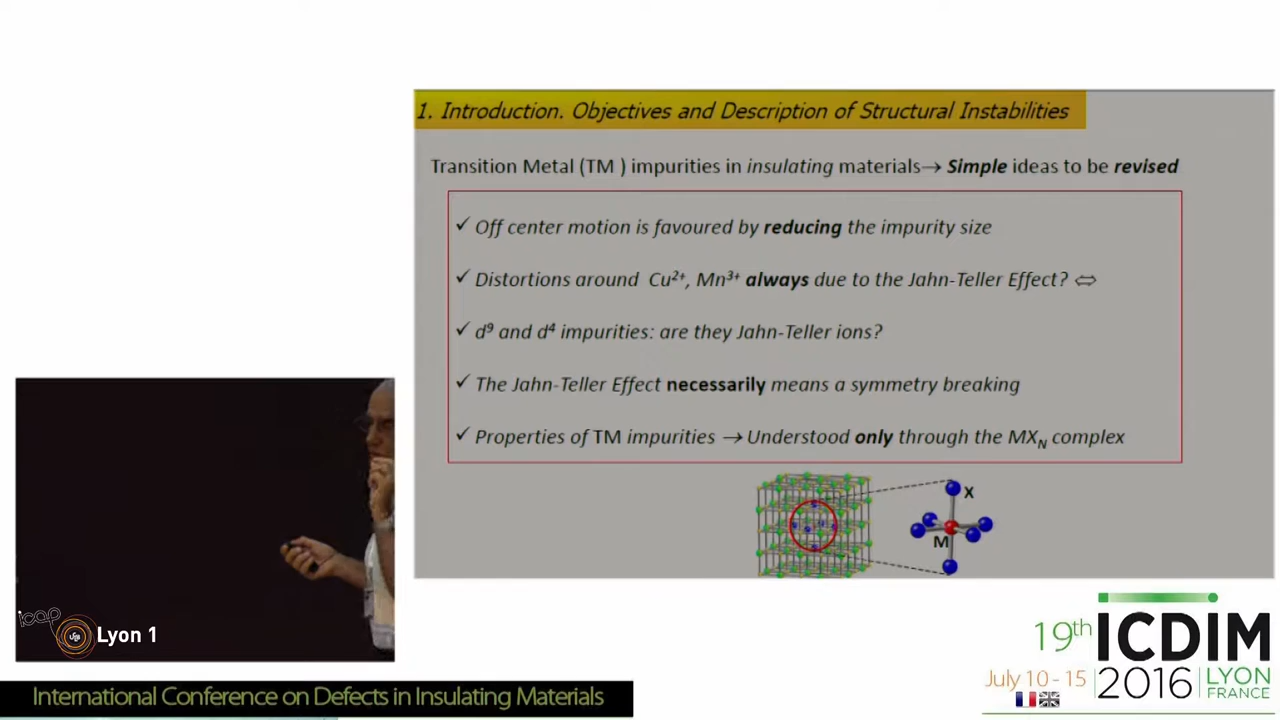 1. Introduction. Objectives and Description of Structural Instabilities
Transition Metal (TM ) impurities in insulating materials→ Simple ideas to be revised
✓ Off center motion is favoured by reducing the impurity size
✓ Distortions around Cu²⁺, Mn³⁺ always due to the Jahn-Teller Effect? ⇔
✓ d⁹ and d⁴ impurities: are they Jahn-Teller ions?
✓ The Jahn-Teller Effect necessarily means a symmetry breaking
✓ Properties of TM impurities → Understood only through the MX_N complex
X
M
icap
Lyon 1
International Conference on Defects in Insulating Materials
19th ICDIM
July 10 - 15 2016 LYON
FRANCE